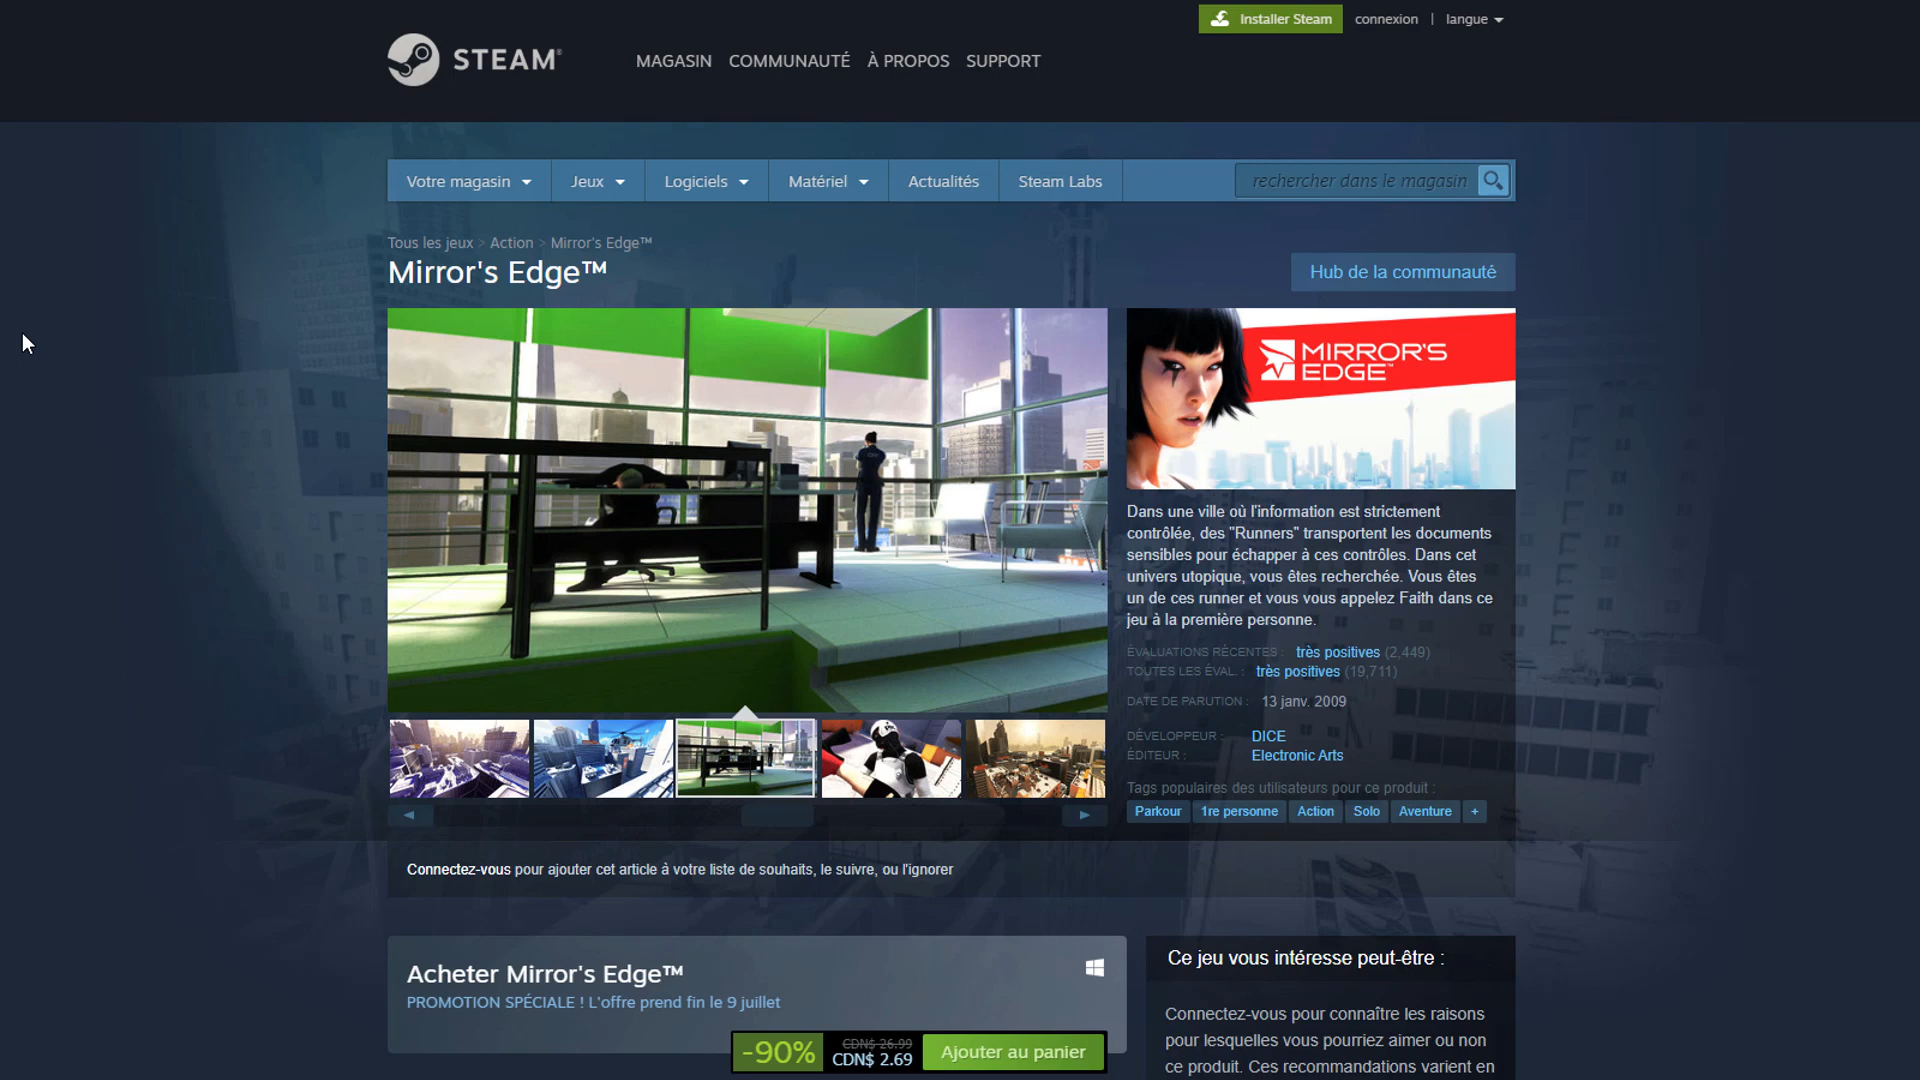 Installer Steam
connexion | langue
STEAM®
MAGASIN COMMUNAUTÉ À PROPOS SUPPORT
Votre magasin Jeux Logiciels Matériel Actualités Steam Labs
rechercher dans le magasin
Tous les jeux > Action > Mirror's Edge™
Mirror's Edge™
Hub de la communauté
MIRROR'S
EDGE™
Dans une ville où l'information est strictement
contrôlée, des "Runners" transportent les documents
sensibles pour échapper à ces contrôles. Dans cet
univers utopique, vous êtes recherchée. Vous êtes
un de ces runner et vous vous appelez Faith dans ce
jeu à la première personne.
ÉVALUATIONS RÉCENTES : très positives (2,449)
TOUTES LES ÉVAL. : très positives (19,711)
DATE DE PARUTION : 13 janv. 2009
DÉVELOPPEUR : DICE
ÉDITEUR : Electronic Arts
Tags populaires des utilisateurs pour ce produit :
Parkour 1re personne Action Solo Aventure +
Connectez-vous pour ajouter cet article à votre liste de souhaits, le suivre, ou l'ignorer
Acheter Mirror's Edge™
PROMOTION SPÉCIALE ! L'offre prend fin le 9 juillet
-90%
CDN$ 26.99
CDN$ 2.69
Ajouter au panier
Ce jeu vous intéresse peut-être :
Connectez-vous pour connaître les raisons
pour lesquelles vous pourriez aimer ou non
ce produit. Ces recommandations varient en